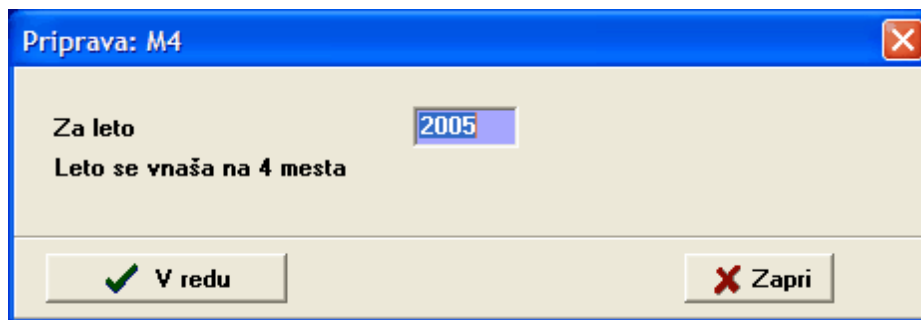 Priprava: M4
Za leto 2005
Leto se vnaša na 4 mesta
V redu Zapri